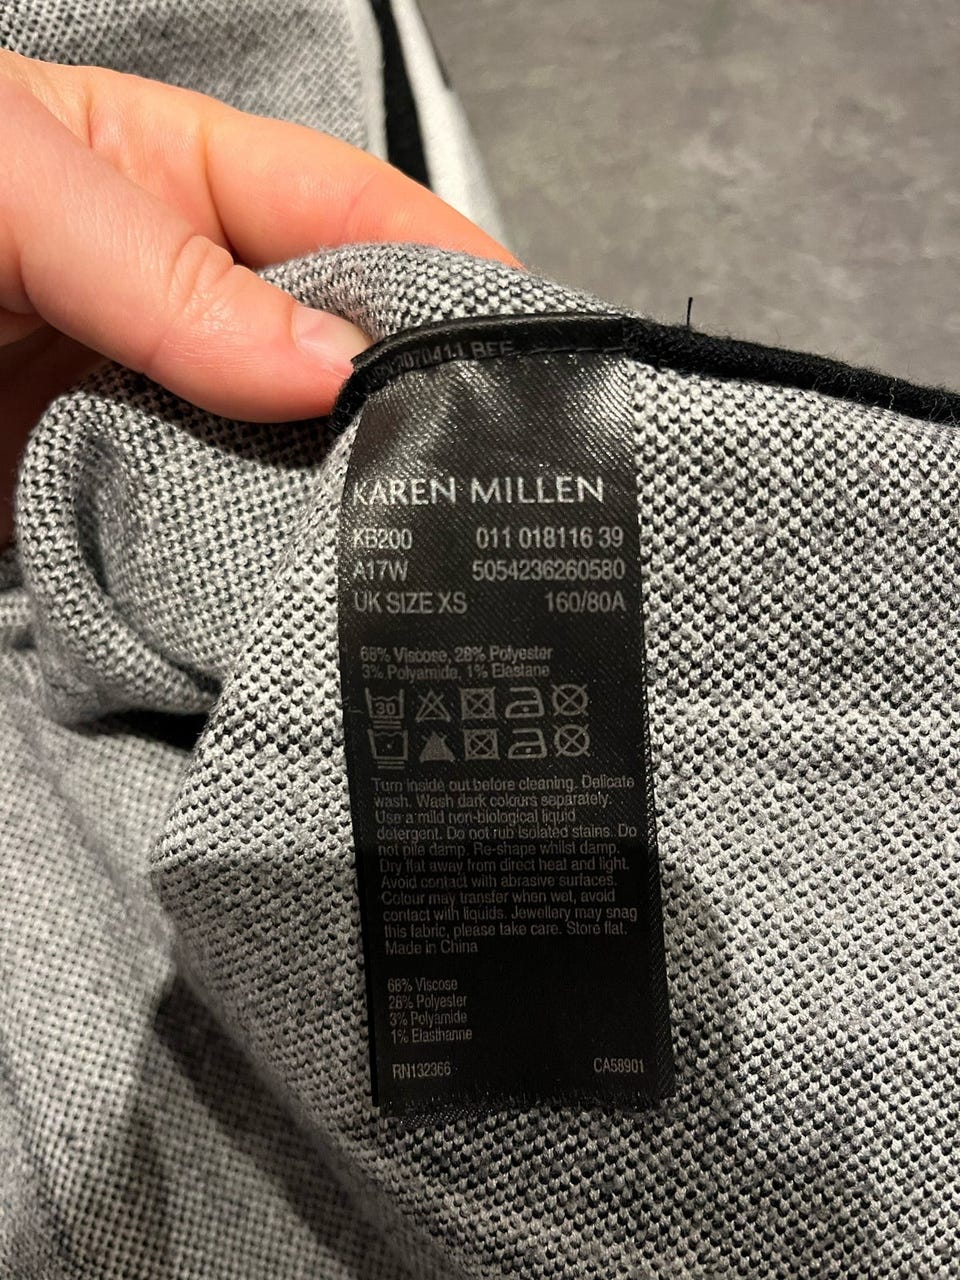 BEE
KAREN MILLEN
KB200 011 018116 39
A17W 5054236260580
UK SIZE XS 160/80A
68% Viscose, 28% Polyester
3% Polyamide, 1% Elastane
30
Turn inside out before cleaning. Delicate
wash. Wash dark colours separately.
Use a mild non-biological liquid
detergent. Do not rub isolated stains. Do
not pile damp. Re-shape whilst damp.
Dry flat away from direct heat and light.
Avoid contact with abrasive surfaces.
Colour may transfer when wet, avoid
contact with liquids. Jewellery may snag
this fabric, please take care. Store flat.
Made in China
68% Viscose
28% Polyester
3% Polyamide
1% Elasthanne
RN132366 CA58901